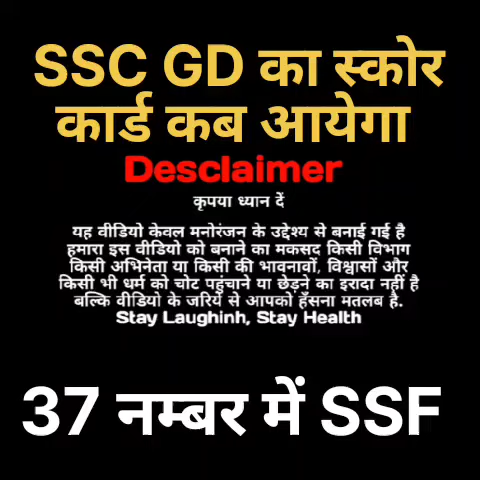 SSC GD का स्कोर
कार्ड कब आयेगा
Desclaimer
कृपया ध्यान दें
यह वीडियो केवल मनोरंजन के उद्देश्य से बनाई गई है
हमारा इस वीडियो को बनाने का मकसद किसी विभाग
किसी अभिनेता या किसी की भावनावों, विश्वासों और
किसी भी धर्म को चोट पहुंचाने या छेड़ने का इरादा नहीं है
बल्कि वीडियो के जरिये से आपको हँसना मतलब है.
Stay Laughinh, Stay Health
37 नम्बर में SSF